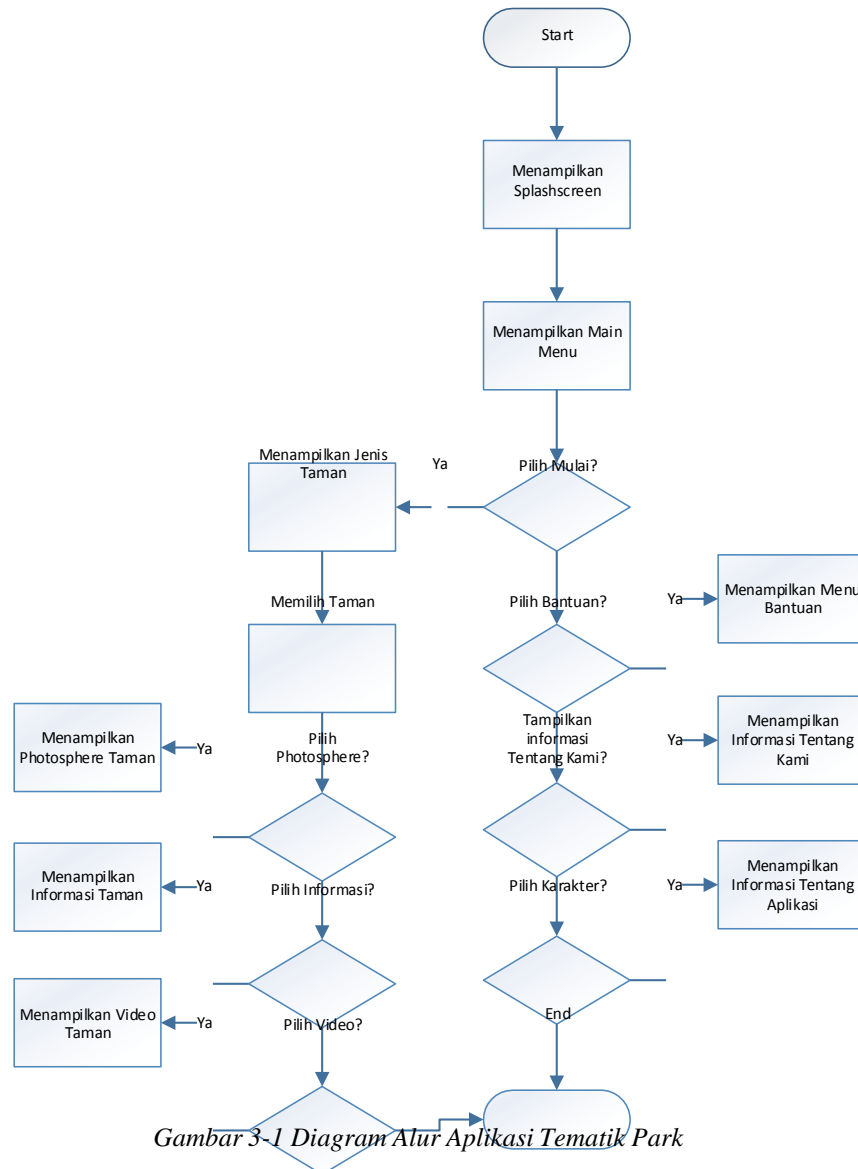 Start
Menampilkan
Splashscreen
Menampilkan Main
Menu
Menampilkan Jenis
Taman
Ya
Pilih Mulai?
Memilih Taman
Pilih Bantuan?
Ya
Menampilkan Menu
Bantuan
Menampilkan
Photosphere Taman
Ya
Pilih
Photosphere?
Tampilkan
informasi
Tentang Kami?
Ya
Menampilkan
Informasi Tentang
Kami
Menampilkan
Informasi Taman
Ya
Pilih Informasi?
Pilih Karakter?
Ya
Menampilkan
Informasi Tentang
Aplikasi
Menampilkan Video
Taman
Ya
Pilih Video?
End
Gambar 3-1 Diagram Alur Aplikasi Tematik Park